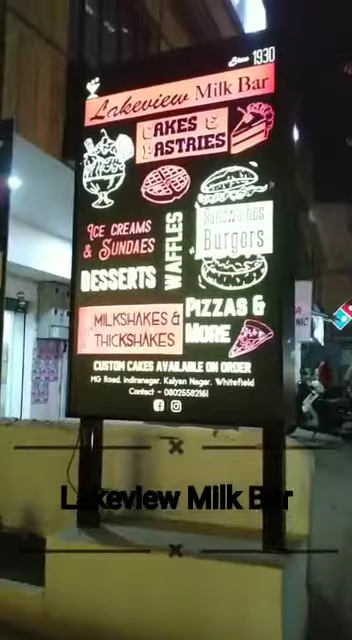 Since 1930
Lakeview Milk Bar
CAKES &
PASTRIES
ICE CREAMS
& SUNDAES
WAFFLES
Sandwiches
Burgers
DESSERTS
MILKSHAKES &
THICKSHAKES
PIZZAS &
MORE
CUSTOM CAKES AVAILABLE ON ORDER
MG Road, Indiranagar, Kalyan Nagar, Whitefield
Contact - 08025582161
Lakeview Milk Bar